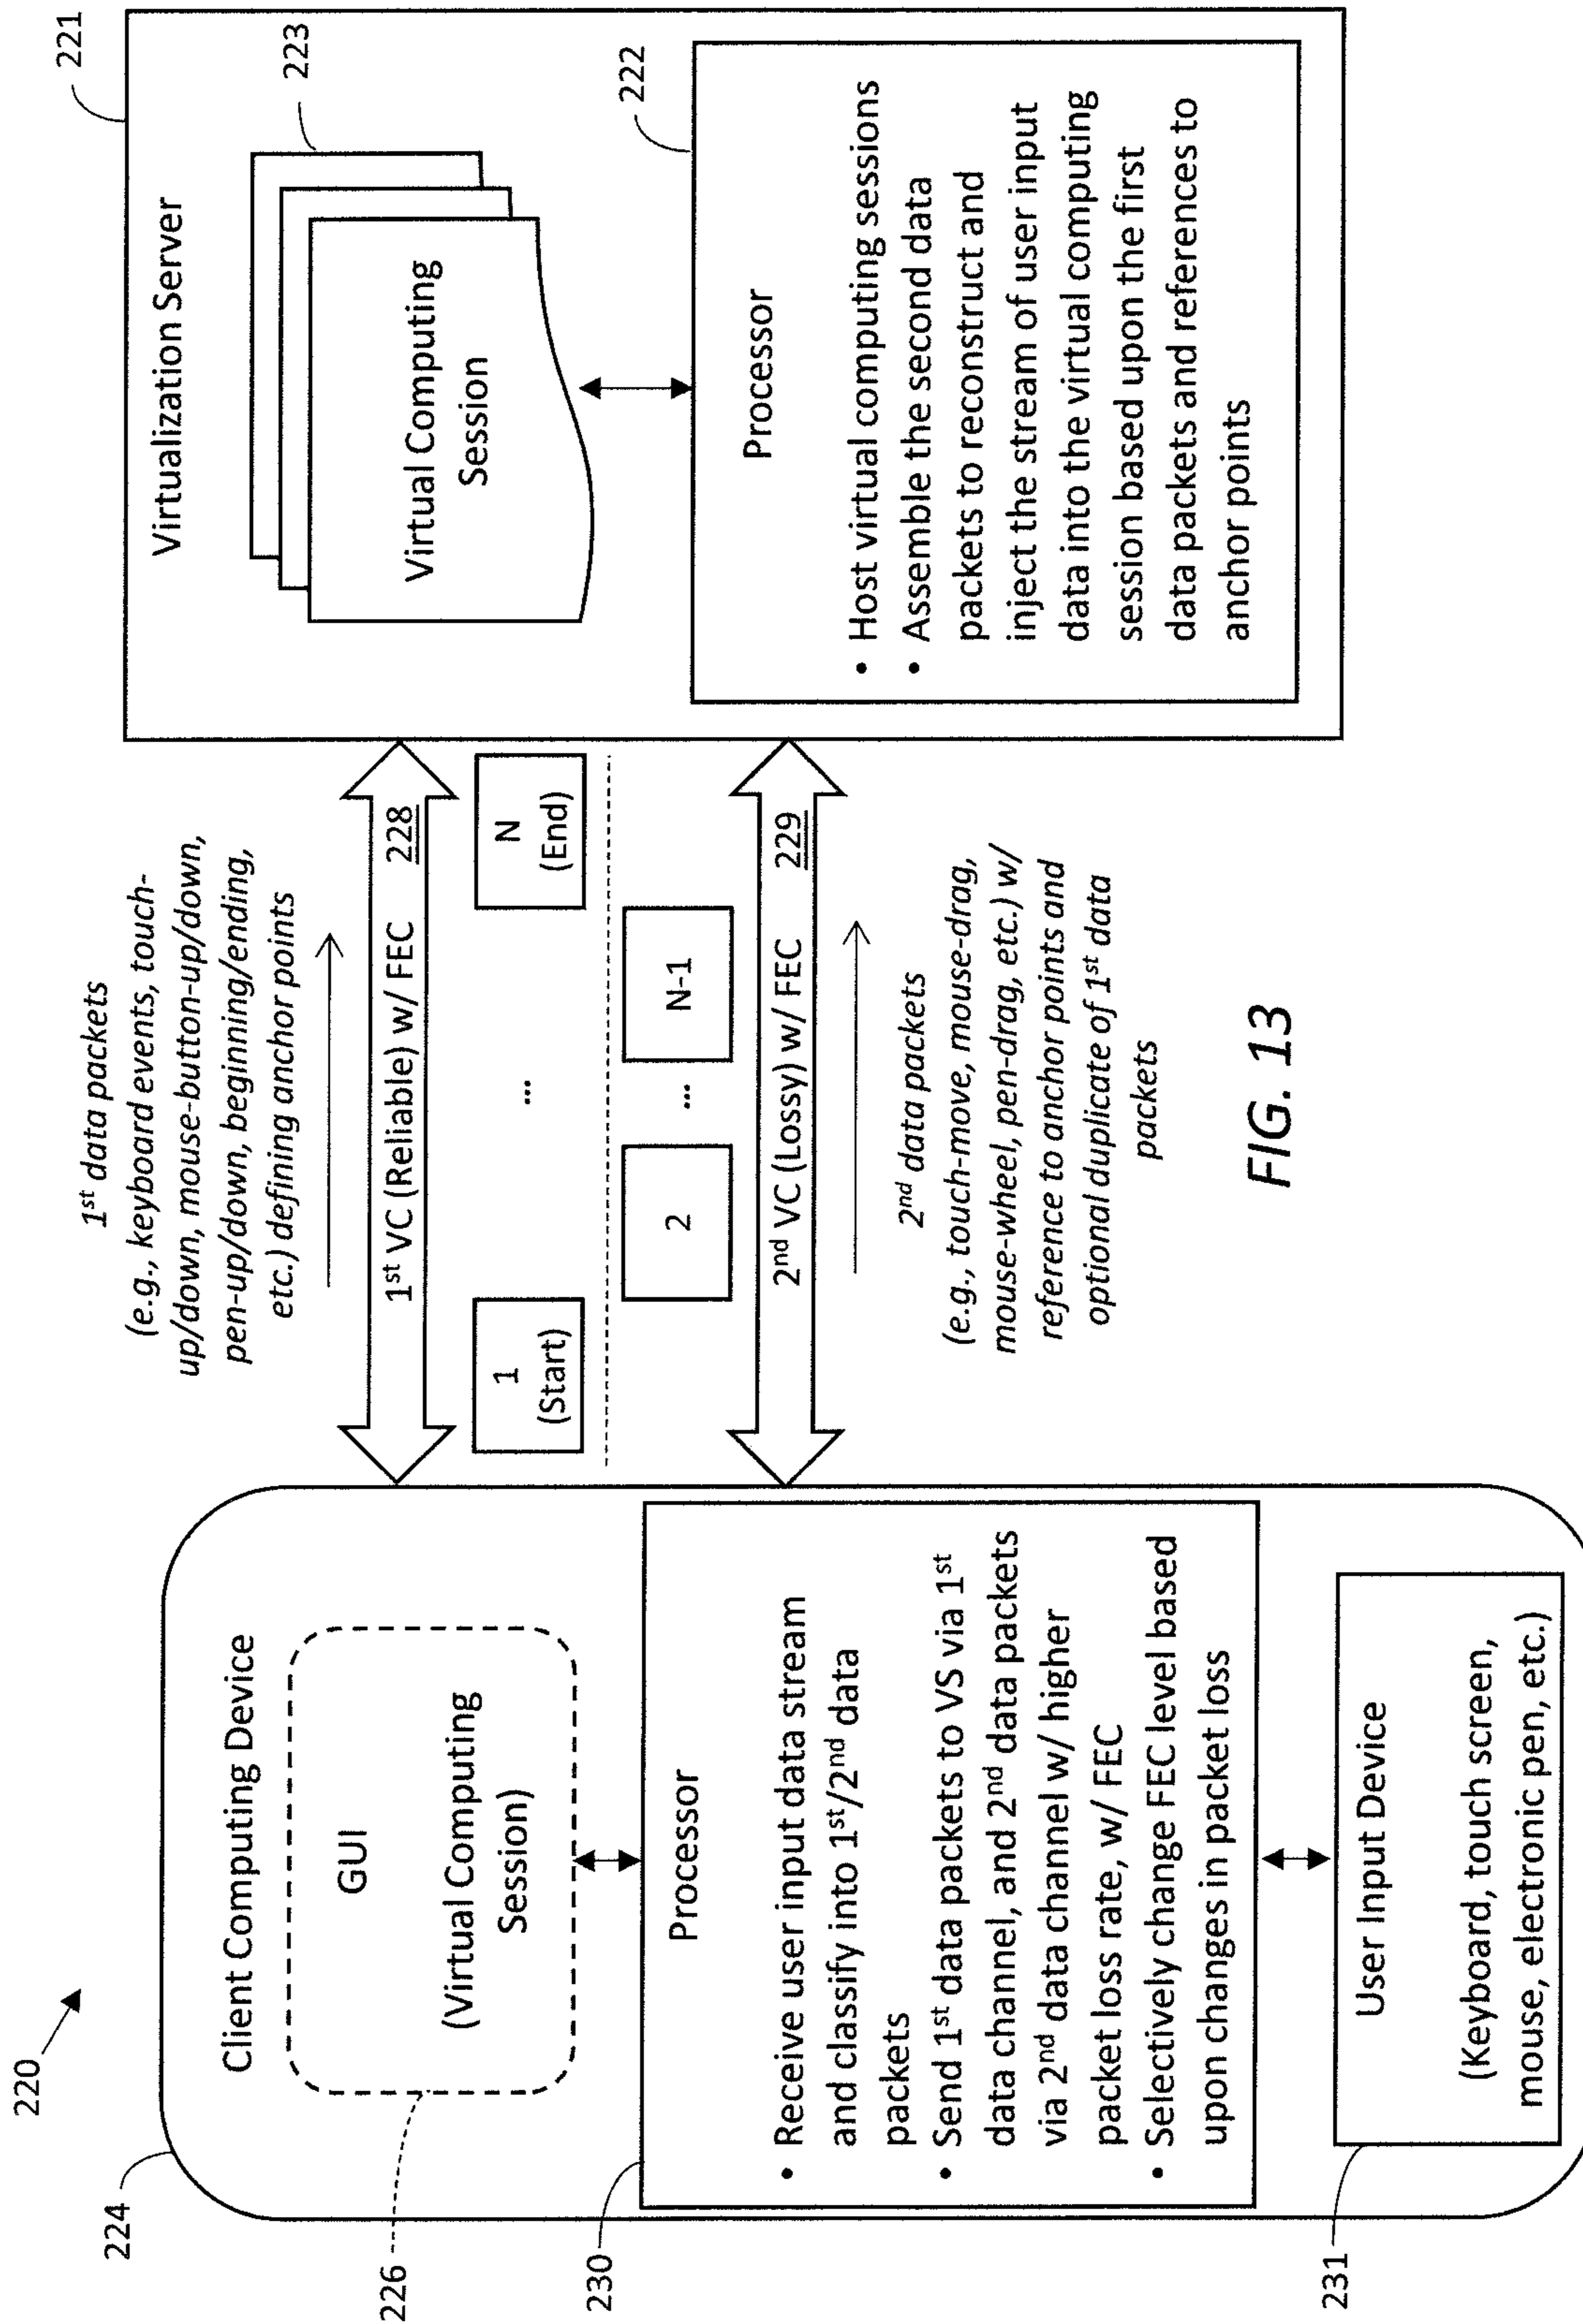 220
224
Client Computing Device
GUI
(Virtual Computing
Session)
226
230
Processor
• Receive user input data stream
and classify into 1st/2nd data
packets
• Send 1st data packets to VS via 1st
data channel, and 2nd data packets
via 2nd data channel w/ higher
packet loss rate, w/ FEC
• Selectively change FEC level based
upon changes in packet loss
231
User Input Device
(Keyboard, touch screen,
mouse, electronic pen, etc.)
1st data packets
(e.g., keyboard events, touch-
up/down, mouse-button-up/down,
pen-up/down, beginning/ending,
etc.) defining anchor points
1st VC (Reliable) w/ FEC 228
1
(Start)
...
N
(End)
2
...
N-1
2nd VC (Lossy) w/ FEC 229
2nd data packets
(e.g., touch-move, mouse-drag,
mouse-wheel, pen-drag, etc.) w/
reference to anchor points and
optional duplicate of 1st data
packets
221
Virtualization Server
223
Virtual Computing
Session
222
Processor
• Host virtual computing sessions
• Assemble the second data
packets to reconstruct and
inject the stream of user input
data into the virtual computing
session based upon the first
data packets and references to
anchor points
FIG. 13